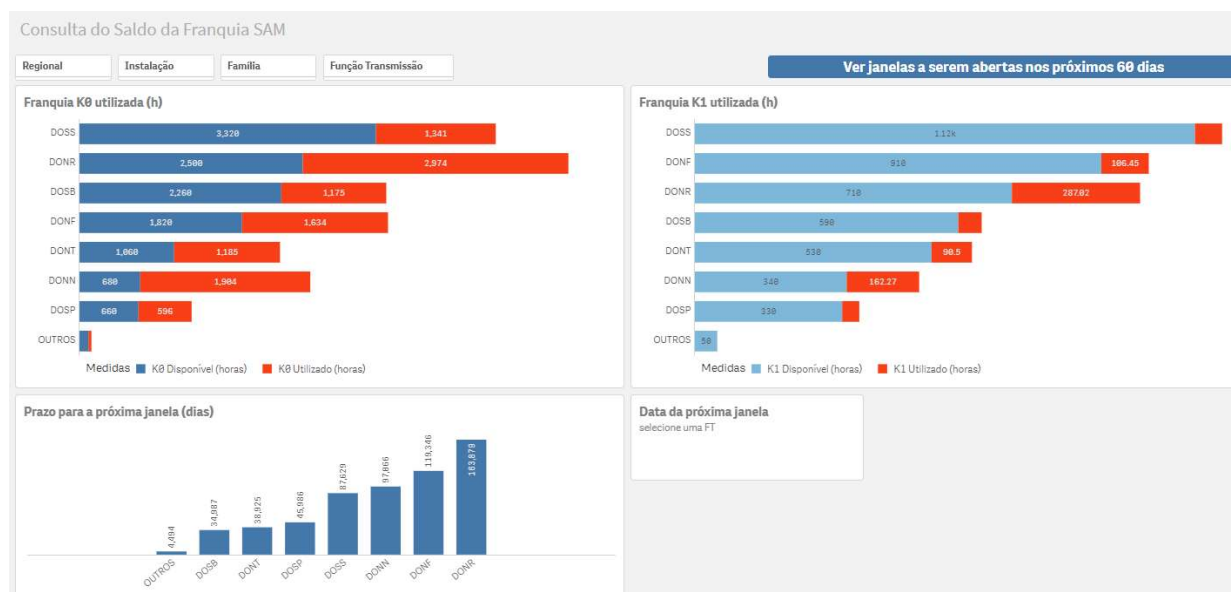 Consulta do Saldo da Franquia SAM
Regional
Instalação
Família
Função Transmissão
Ver janelas a serem abertas nos próximos 60 dias
Franquia K0 utilizada (h)
DOSS 3,320 1,341
DONR 2,500 2,974
DOSB 2,260 1,175
DONF 1,820 1,634
DONT 1,060 1,185
DONN 680 1,904
DOSP 660 596
OUTROS
Medidas K0 Disponível (horas) K0 Utilizado (horas)
Franquia K1 utilizada (h)
DOSS 1.12k
DONF 910 106.45
DONR 710 287.02
DOSB 590
DONT 530 90.5
DONN 340 162.27
DOSP 330
OUTROS 50
Medidas K1 Disponível (horas) K1 Utilizado (horas)
Prazo para a próxima janela (dias)
4,494
34,987
38,925
45,986
87,629
97,066
119,346
163,879
OUTROS
DOSB
DONT
DOSP
DOSS
DONN
DONF
DONR
Data da próxima janela
selecione uma FT